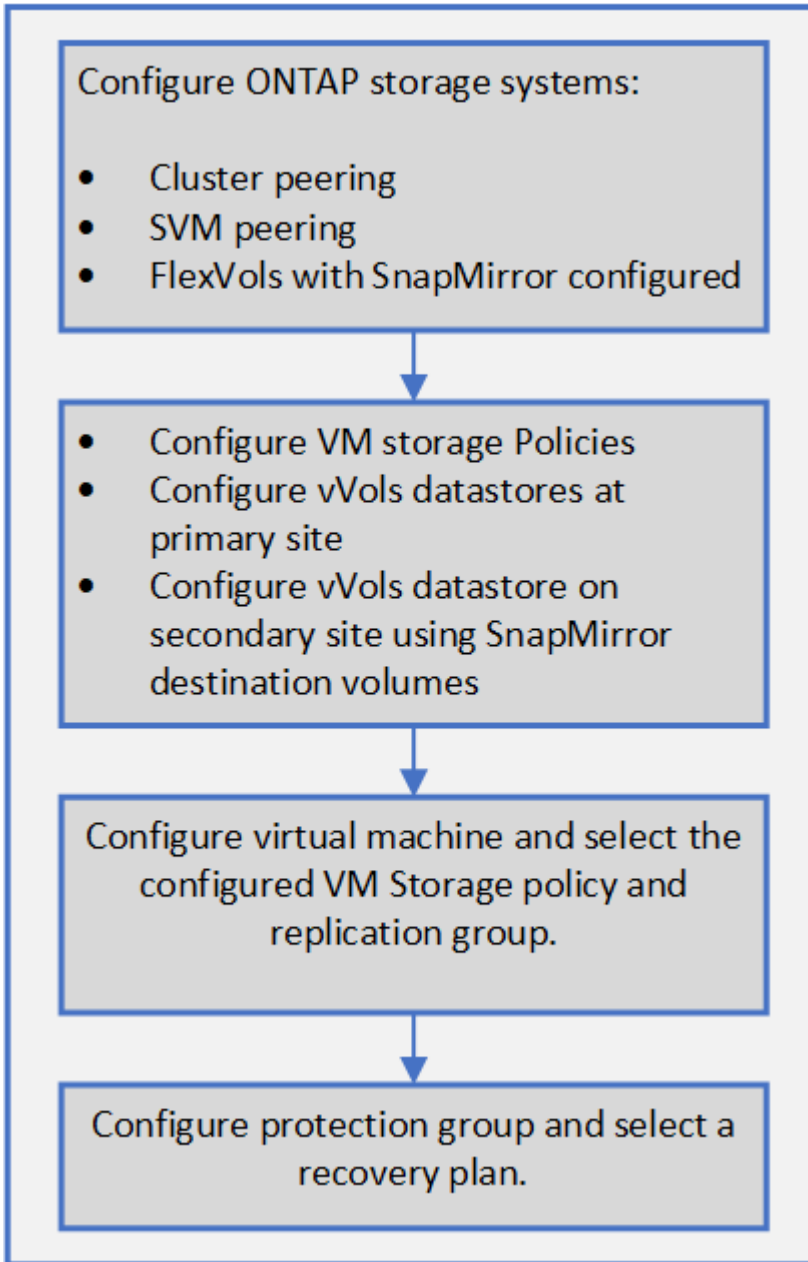 Configure ONTAP storage systems:
• Cluster peering
• SVM peering
• FlexVols with SnapMirror configured
• Configure VM storage Policies
• Configure vVols datastores at
primary site
• Configure vVols datastore on
secondary site using SnapMirror
destination volumes
Configure virtual machine and select the
configured VM Storage policy and
replication group.
Configure protection group and select a
recovery plan.